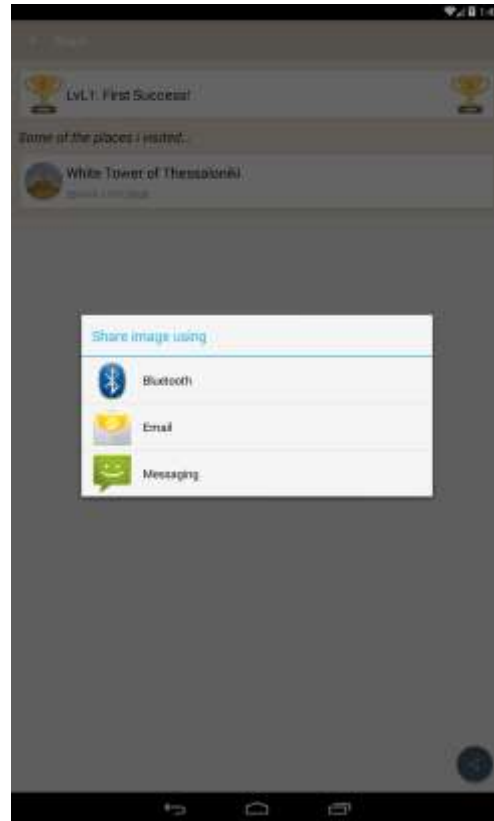 LvL1: First Success!
Some of the places i visited...
White Tower of Thessaloniki
Share image using
Bluetooth
Email
Messaging